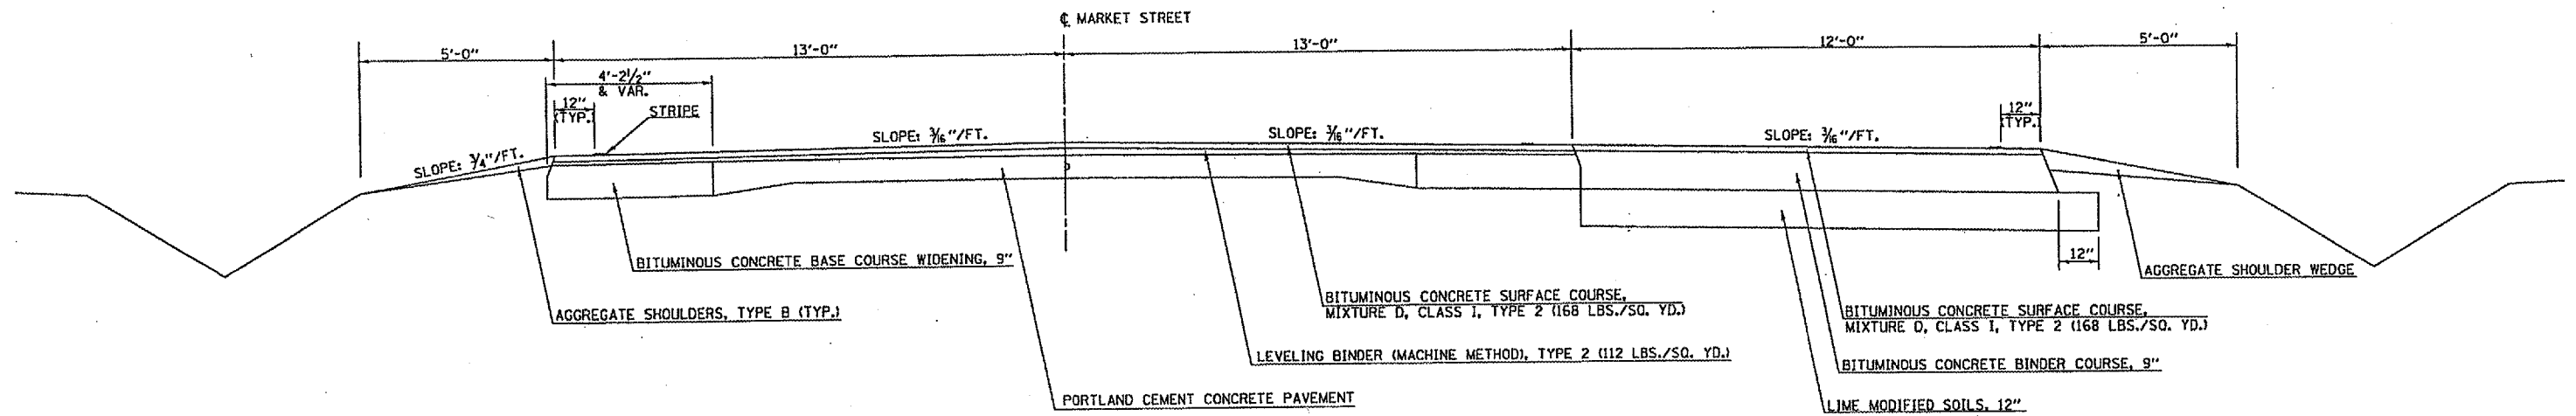 ℄ MARKET STREET
5'-0"
13'-0"
13'-0"
12'-0"
5'-0"
4'-2½"
& VAR.
12"
(TYP.)
STRIPE
12"
(TYP.)
SLOPE: ¾"/FT.
SLOPE: 3/16"/FT.
SLOPE: 3/16"/FT.
SLOPE: 3/16"/FT.
12"
BITUMINOUS CONCRETE BASE COURSE WIDENING, 9"
AGGREGATE SHOULDER WEDGE
AGGREGATE SHOULDERS, TYPE B (TYP.)
BITUMINOUS CONCRETE SURFACE COURSE,
MIXTURE D, CLASS I, TYPE 2 (168 LBS./SQ. YD.)
BITUMINOUS CONCRETE SURFACE COURSE,
MIXTURE D, CLASS I, TYPE 2 (168 LBS./SQ. YD.)
LEVELING BINDER (MACHINE METHOD), TYPE 2 (112 LBS./SQ. YD.)
BITUMINOUS CONCRETE BINDER COURSE, 9"
PORTLAND CEMENT CONCRETE PAVEMENT
LIME MODIFIED SOILS, 12"